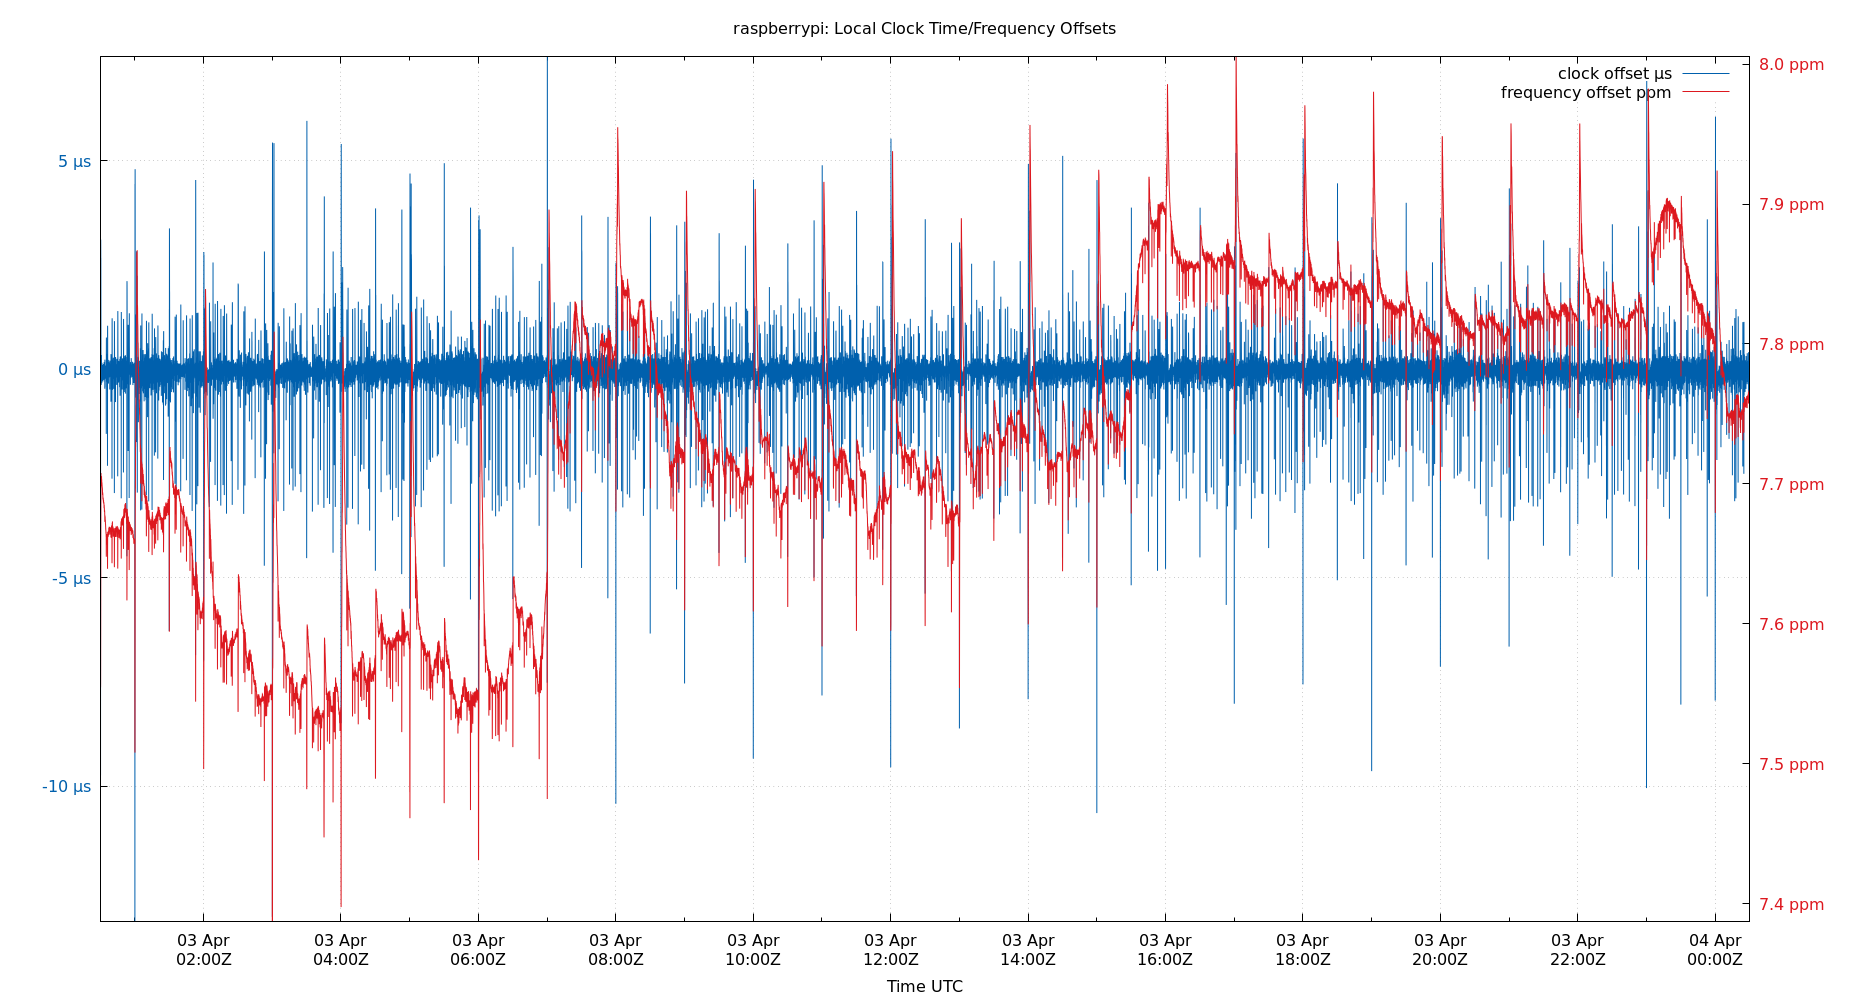 raspberrypi: Local Clock Time/Frequency Offsets
clock offset µs
frequency offset ppm
5 µs
0 µs
-5 µs
-10 µs
8.0 ppm
7.9 ppm
7.8 ppm
7.7 ppm
7.6 ppm
7.5 ppm
7.4 ppm
03 Apr 03 Apr 03 Apr 03 Apr 03 Apr 03 Apr 03 Apr 03 Apr 03 Apr 03 Apr 03 Apr 04 Apr
02:00Z 04:00Z 06:00Z 08:00Z 10:00Z 12:00Z 14:00Z 16:00Z 18:00Z 20:00Z 22:00Z 00:00Z
Time UTC